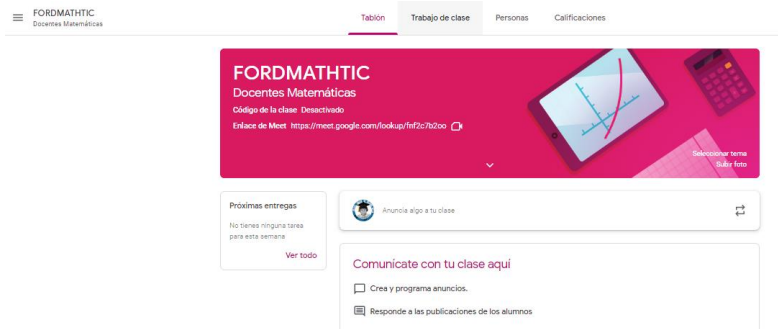 FORDMATHTIC
Docentes Matemáticas
Tablón
Trabajo de clase
Personas
Calificaciones
FORDMATHTIC
Docentes Matemáticas
Código de la clase Desactivado
Enlace de Meet https://meet.google.com/lookup/fnf2c7b2oo
Seleccionar tema
Subir foto
Próximas entregas
No tienes ninguna tarea
para esta semana
Ver todo
Anuncia algo a tu clase
Comunícate con tu clase aquí
Crea y programa anuncios.
Responde a las publicaciones de los alumnos